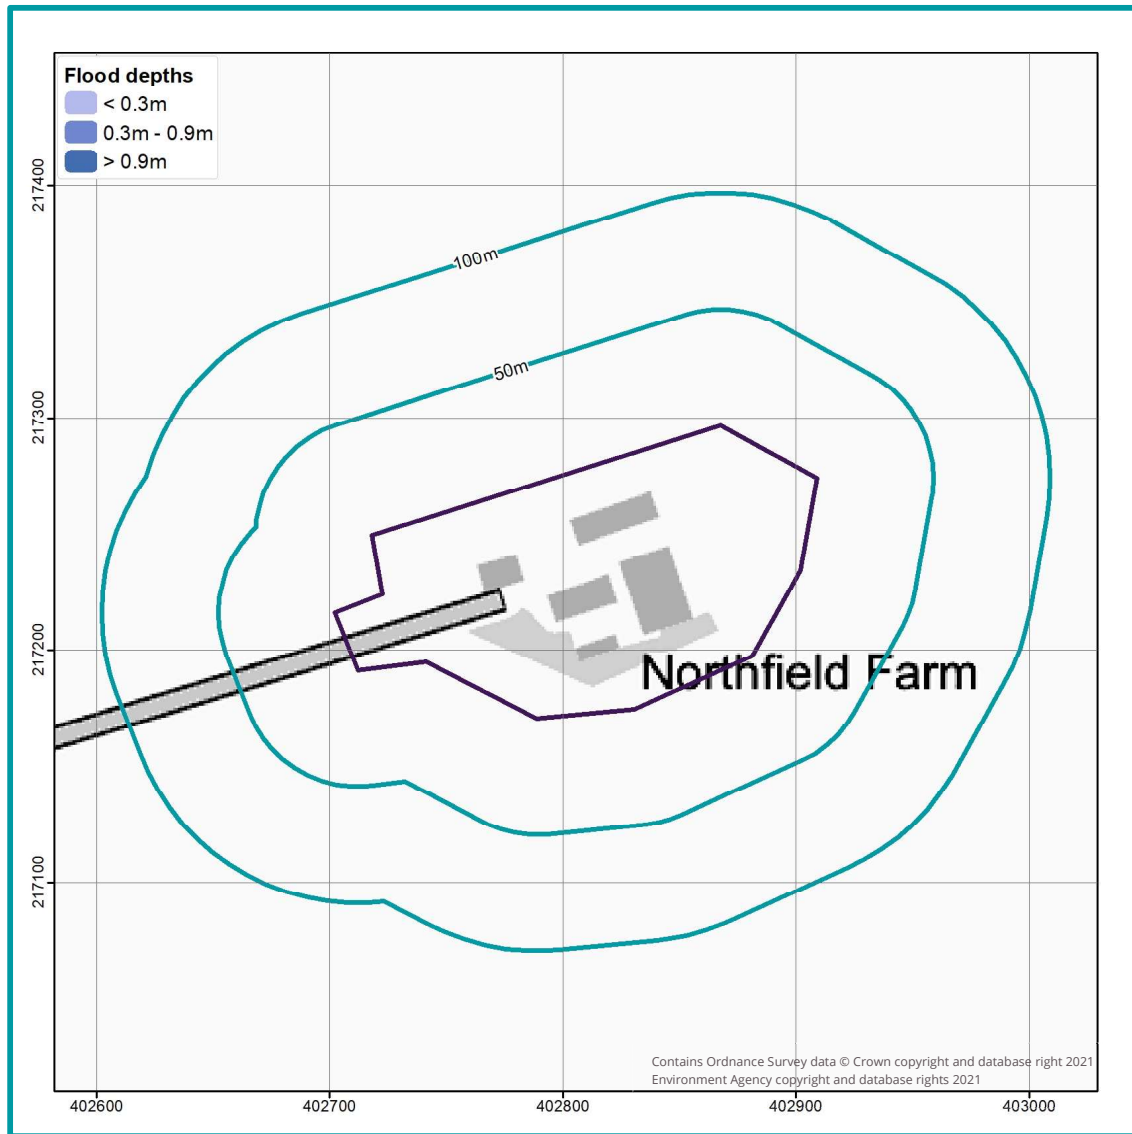 Flood depths
< 0.3m
0.3m - 0.9m
> 0.9m
217400
100m
50m
217300
217200
Northfield Farm
217100
Contains Ordnance Survey data © Crown copyright and database right 2021
Environment Agency copyright and database rights 2021
402600 402700 402800 402900 403000